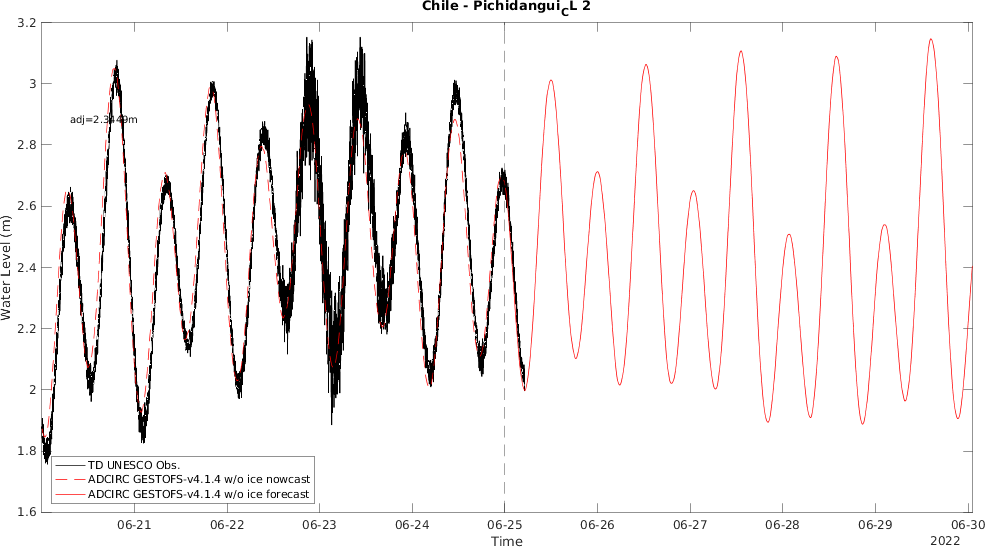 Chile - PichidanguiCL 2
Water Level (m)
3.2
3
2.8
2.6
2.4
2.2
2
1.8
1.6
adj=2.3449m
TD UNESCO Obs.
ADCIRC GESTOFS-v4.1.4 w/o ice nowcast
ADCIRC GESTOFS-v4.1.4 w/o ice forecast
06-21 06-22 06-23 06-24 06-25 06-26 06-27 06-28 06-29 06-30
Time
2022